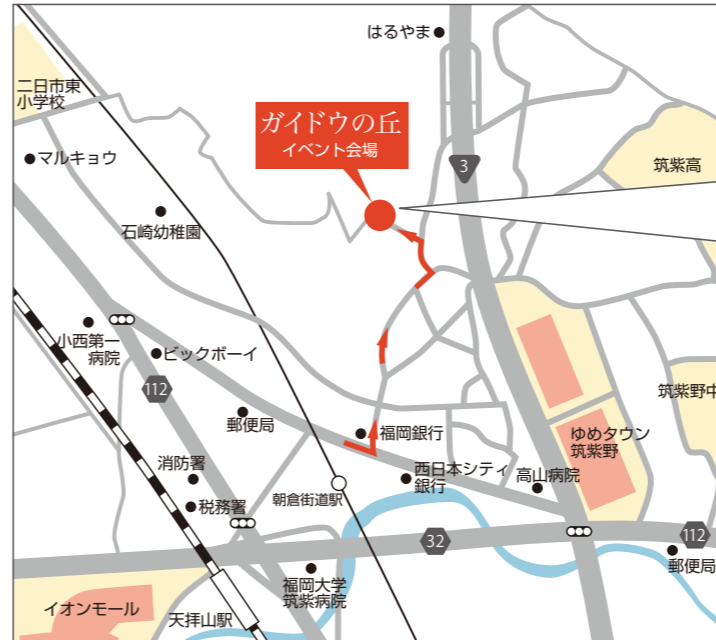 はるやま
二日市東
小学校
ガイドウの丘
イベント会場
マルキョウ
3
筑紫高
石崎幼稚園
小西第一
病院
ビックボーイ
112
筑紫野中
郵便局
福岡銀行
ゆめタウン
筑紫野
消防署
西日本シティ
銀行
高山病院
税務署
朝倉街道駅
32
112
郵便局
福岡大学
筑紫病院
イオンモール
天拝山駅